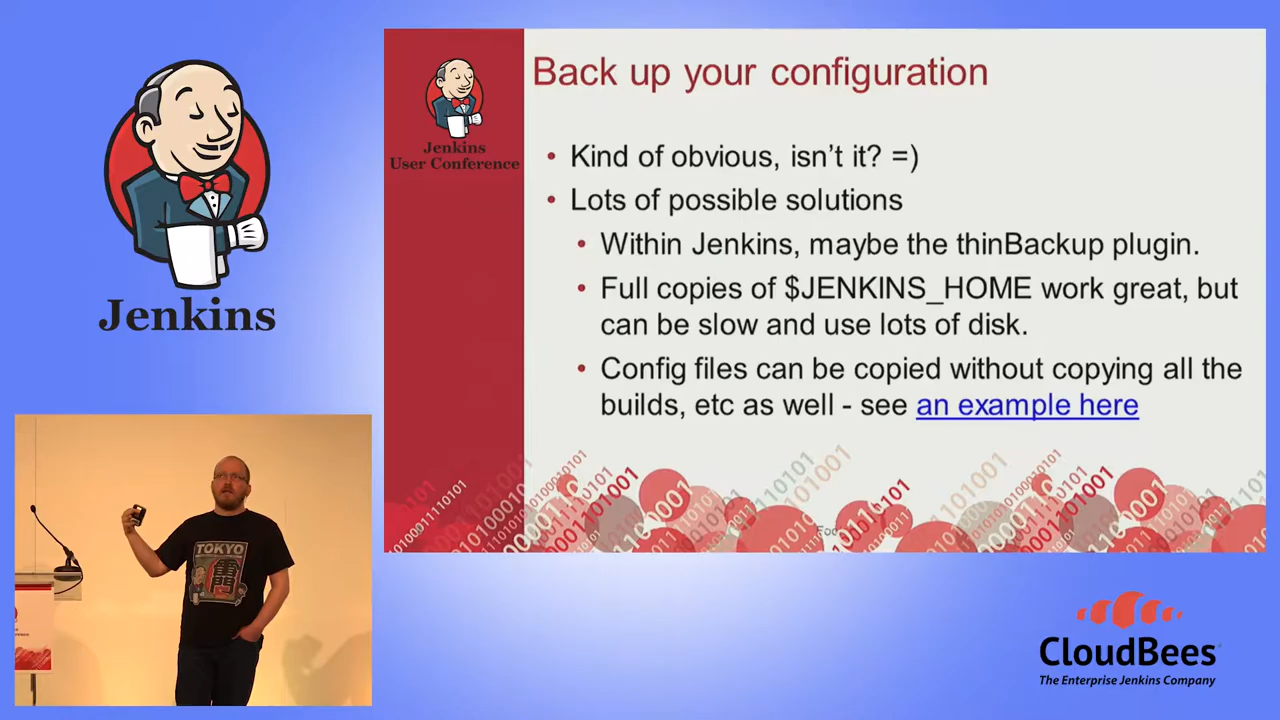 Jenkins
Jenkins
User Conference
Back up your configuration
• Kind of obvious, isn't it? =)
• Lots of possible solutions
• Within Jenkins, maybe the thinBackup plugin.
• Full copies of $JENKINS_HOME work great, but
can be slow and use lots of disk.
• Config files can be copied without copying all the
builds, etc as well - see an example here
TOKYO
CloudBees
The Enterprise Jenkins Company